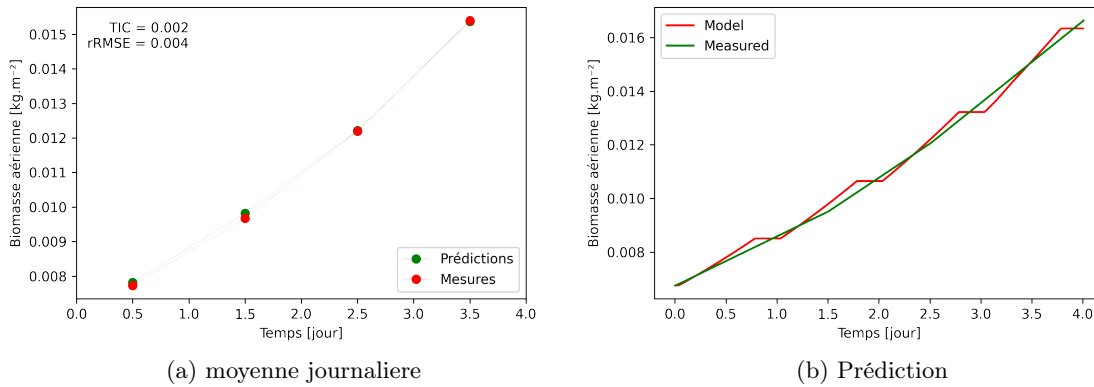 TIC = 0.002
rRMSE = 0.004
0.015
0.014
0.013
0.012
0.011
0.010
0.009
0.008
Biomasse aérienne [kg.m⁻²]
Prédictions
Mesures
0.0 0.5 1.0 1.5 2.0 2.5 3.0 3.5 4.0
Temps [jour]
(a) moyenne journaliere
Model
Measured
0.016
0.014
0.012
0.010
0.008
Biomasse aérienne [kg.m⁻²]
0.0 0.5 1.0 1.5 2.0 2.5 3.0 3.5 4.0
Temps [jour]
(b) Prédiction